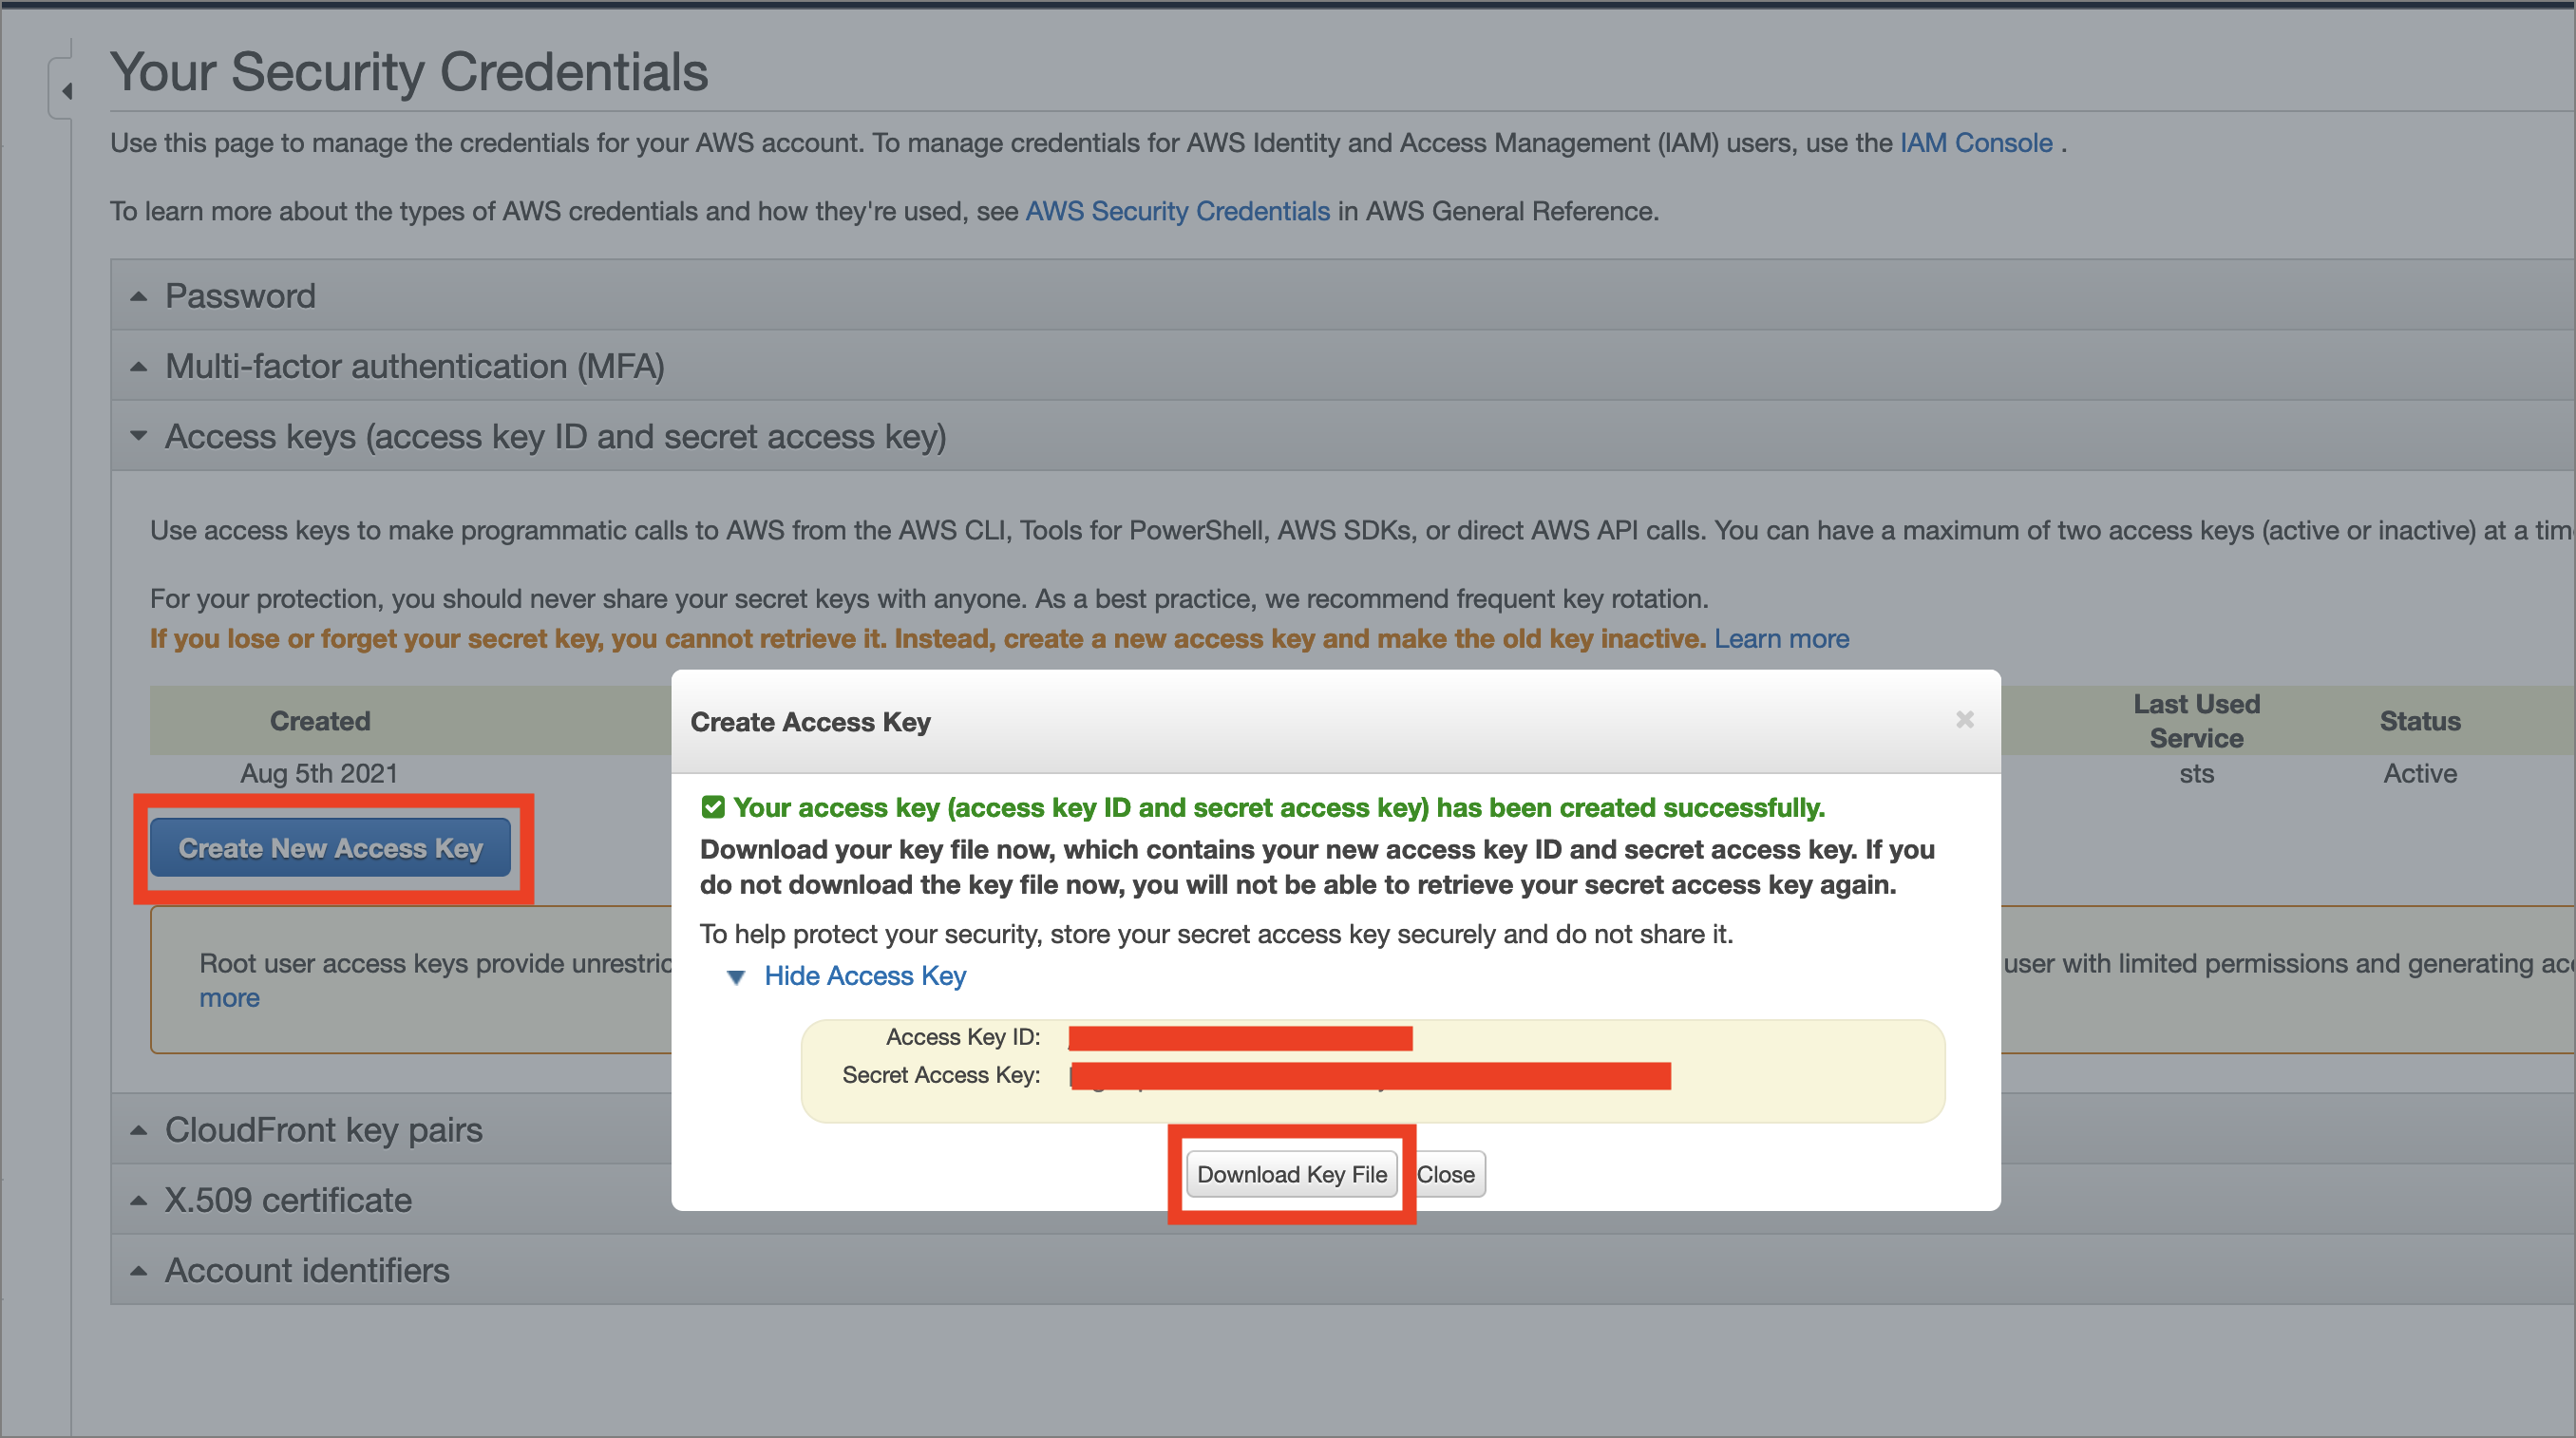 Your Security Credentials
Use this page to manage the credentials for your AWS account. To manage credentials for AWS Identity and Access Management (IAM) users, use the IAM Console .
To learn more about the types of AWS credentials and how they're used, see AWS Security Credentials in AWS General Reference.
Password
Multi-factor authentication (MFA)
Access keys (access key ID and secret access key)
Use access keys to make programmatic calls to AWS from the AWS CLI, Tools for PowerShell, AWS SDKs, or direct AWS API calls. You can have a maximum of two access keys (active or inactive) at a
For your protection, you should never share your secret keys with anyone. As a best practice, we recommend frequent key rotation.
If you lose or forget your secret key, you cannot retrieve it. Instead, create a new access key and make the old key inactive. Learn more
Created
Last Used
Service
Status
Aug 5th 2021
sts
Active
Create New Access Key
Root user access keys provide
user with limited permissions and generating
more
Create Access Key
Your access key (access key ID and secret access key) has been created successfully.
Download your key file now, which contains your new access key ID and secret access key. If you
do not download the key file now, you will not be able to retrieve your secret access key again.
To help protect your security, store your secret access key securely and do not share it.
Hide Access Key
Access Key ID:
Secret Access Key:
Download Key File
Close
CloudFront key pairs
X.509 certificate
Account identifiers